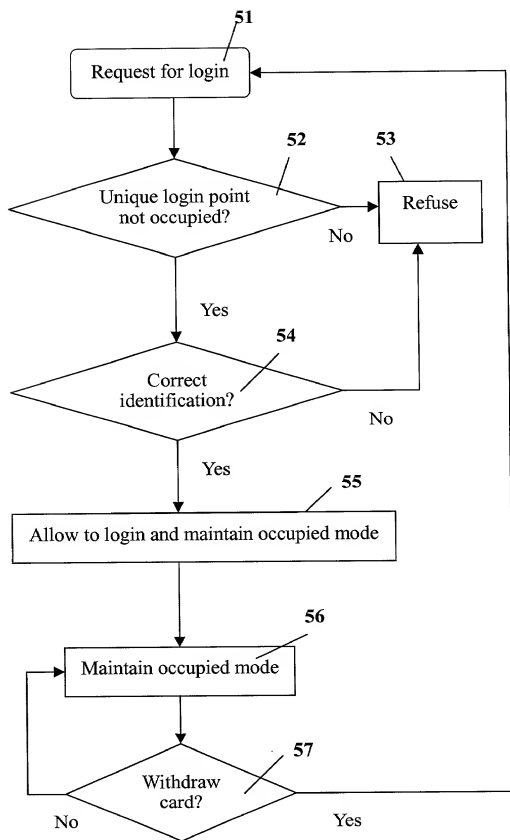 51
Request for login
52
53
Unique login point
not occupied?
Refuse
No
Yes
54
Correct
identification?
No
Yes
55
Allow to login and maintain occupied mode
56
Maintain occupied mode
57
Withdraw
card?
No
Yes